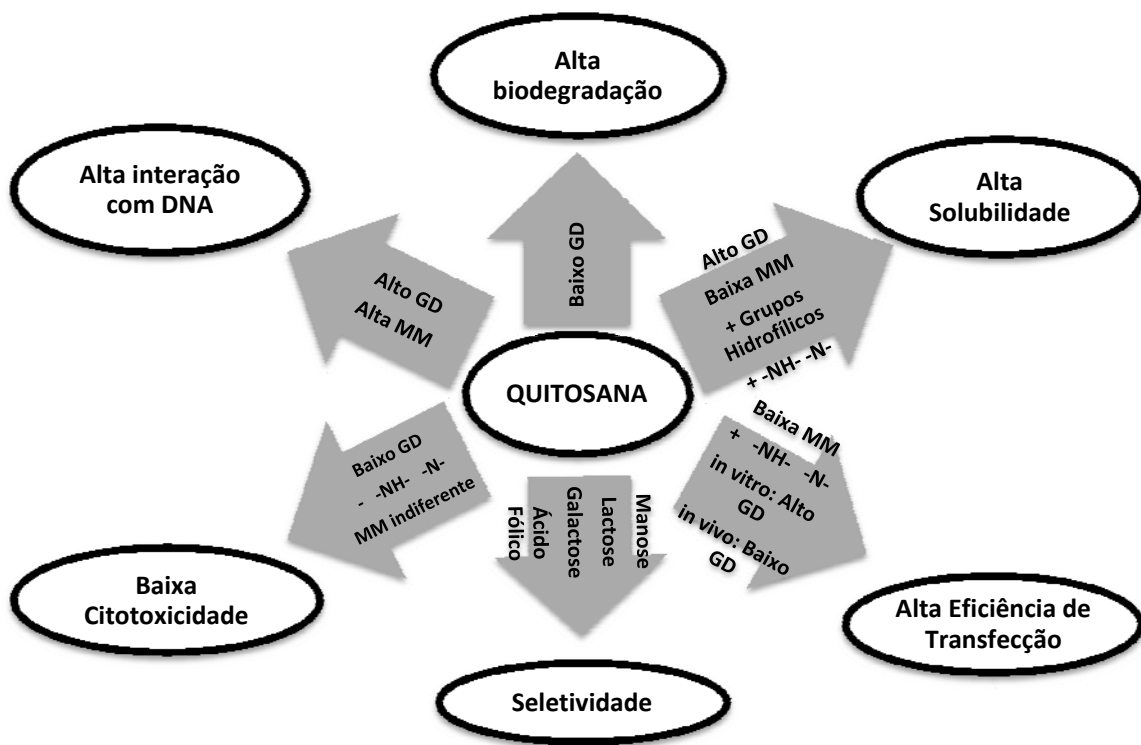 Alta
biodegradação
Alta interação
com DNA
Alta
Solubilidade
Baixo GD
Alto GD
Alta MM
Alto GD
Baixa MM
+ Grupos
Hidrofílicos
+ -NH- -N-
QUITOSANA
Baixo GD
- -NH- -N-
MM indiferente
Manose
Lactose
Galactose
Ácido
Fólico
Baixa MM
+ -NH- -N-
in vitro: Alto
GD
in vivo: Baixo
GD
Baixa
Citotoxicidade
Seletividade
Alta Eficiência de
Transfecção